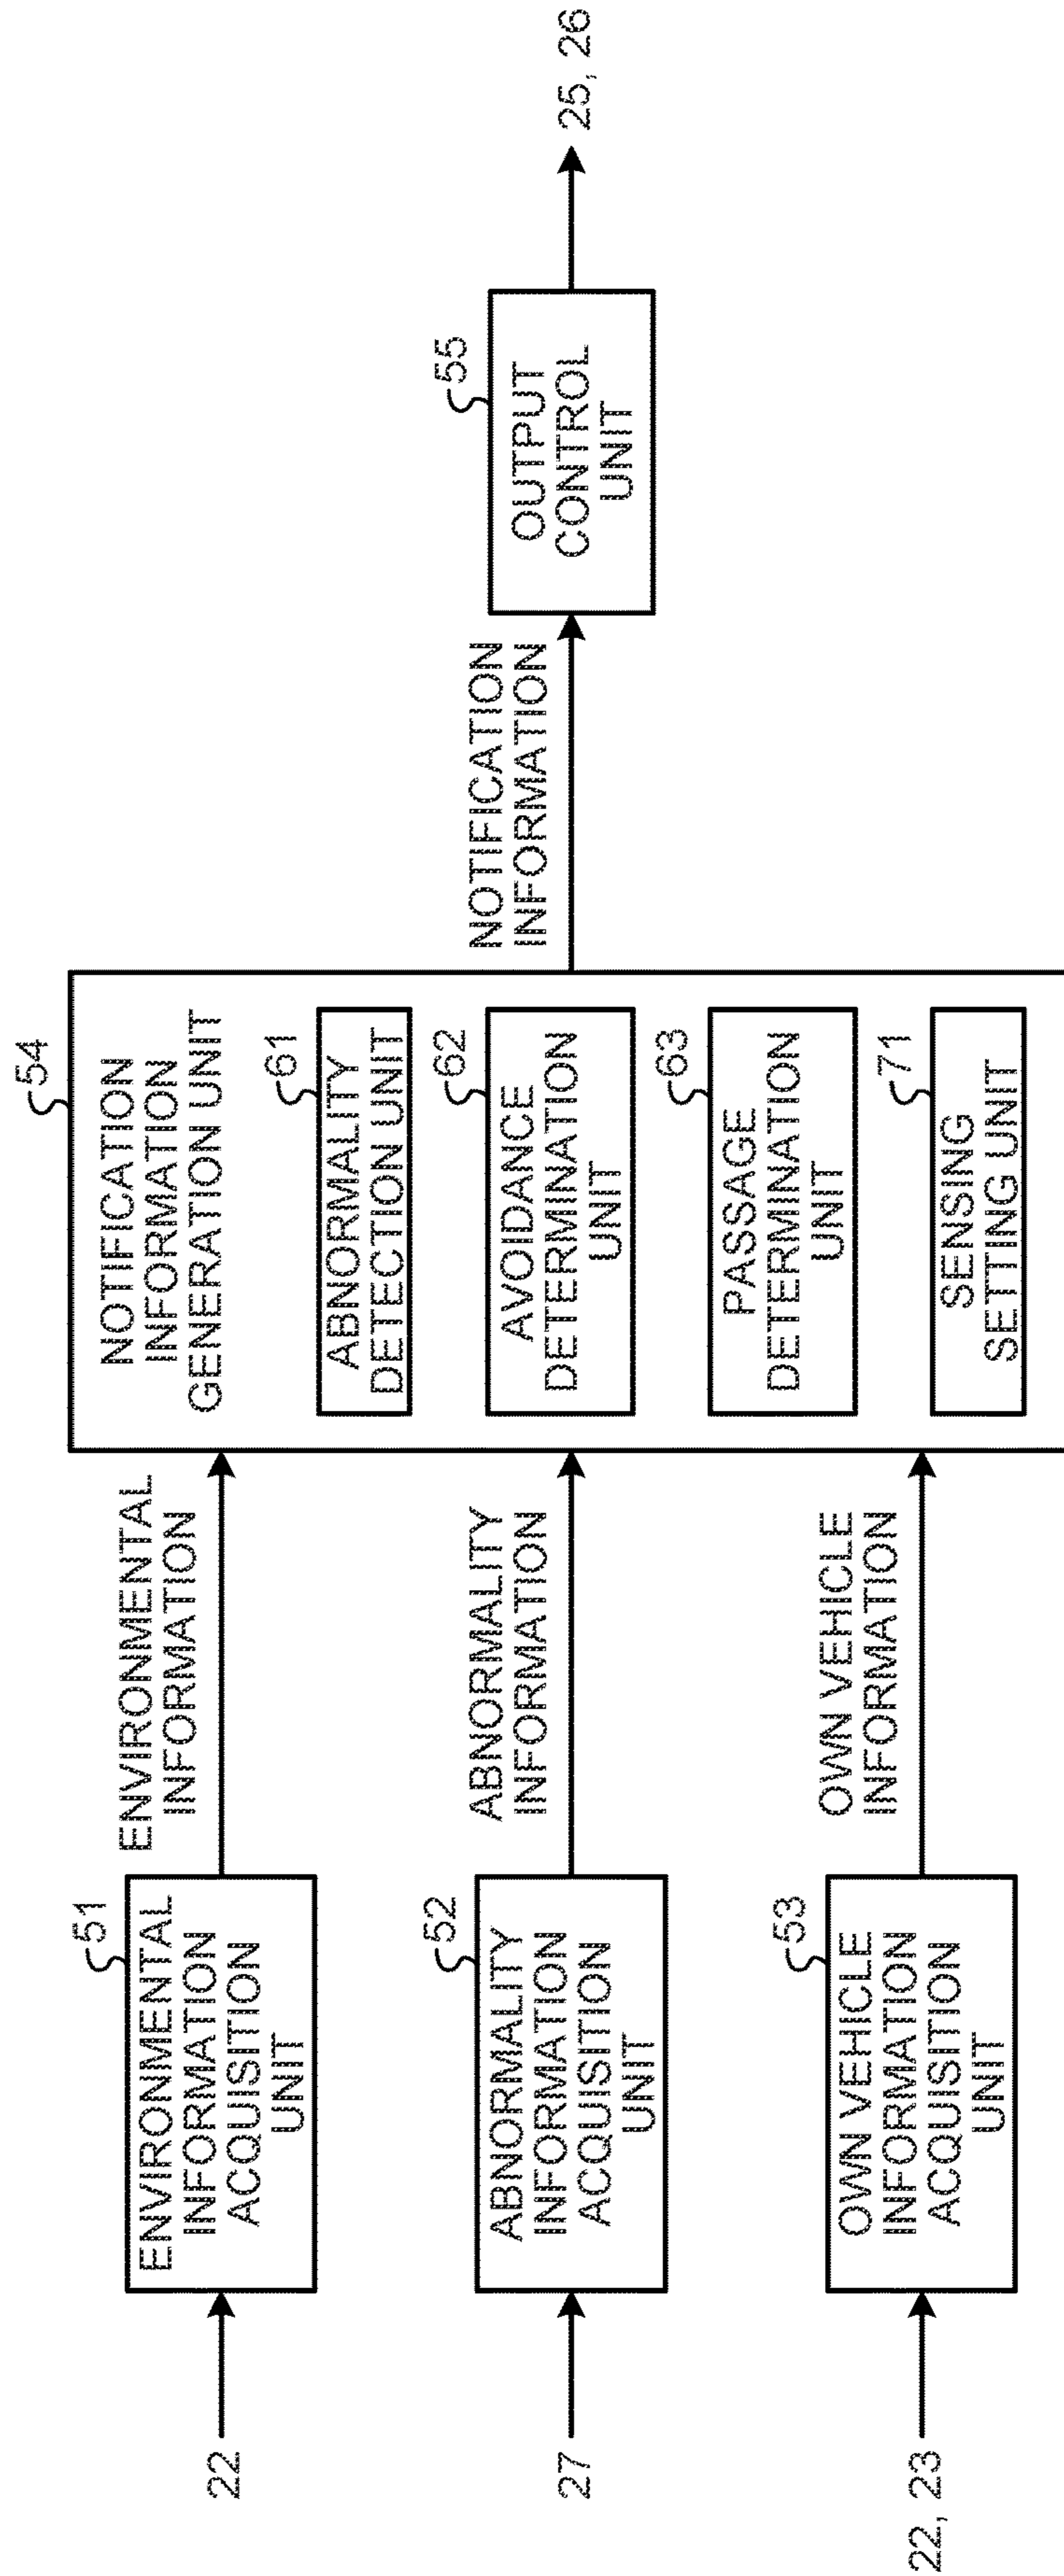 22
51
ENVIRONMENTAL
INFORMATION
ACQUISITION
UNIT
ENVIRONMENTAL
INFORMATION
27
52
ABNORMALITY
INFORMATION
ACQUISITION
UNIT
ABNORMALITY
INFORMATION
22, 23
53
OWN VEHICLE
INFORMATION
ACQUISITION
UNIT
OWN VEHICLE
INFORMATION
54
NOTIFICATION
INFORMATION
GENERATION UNIT
61
ABNORMALITY
DETECTION UNIT
62
AVOIDANCE
DETERMINATION
UNIT
63
PASSAGE
DETERMINATION
UNIT
71
SENSING
SETTING UNIT
NOTIFICATION
INFORMATION
55
OUTPUT
CONTROL
UNIT
25, 26